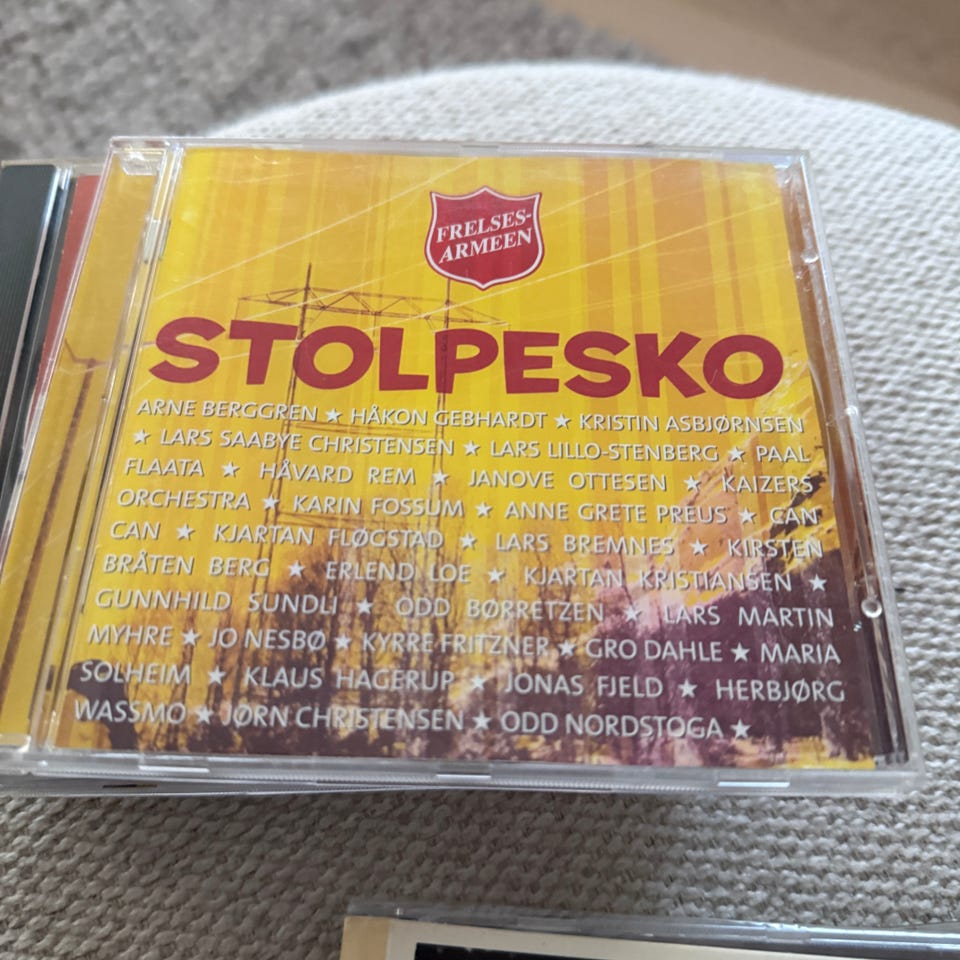 FRELSES-
ARMEEN
STOLPESKO
ARNE BERGGREN ★ HÅKON GEBHARDT ★ KRISTIN ASBJØRNSEN
★ LARS SAABYE CHRISTENSEN ★ LARS LILLO-STENBERG ★ PAAL
FLAATA ★ HÅVARD REM ★ JANOVE OTTESEN ★ KAIZERS
ORCHESTRA ★ KARIN FOSSUM ★ ANNE GRETE PREUS ★ CAN
CAN ★ KJARTAN FLØGSTAD ★ LARS BREMNES ★ KIRSTEN
BRÅTEN BERG ★ ERLEND LOE ★ KJARTAN KRISTIANSEN ★
GUNNHILD SUNDLI ★ ODD BØRRETZEN ★ LARS MARTIN
MYHRE ★ JO NESBØ ★ KYRRE FRITZNER ★ GRO DAHLE ★ MARIA
SOLHEIM ★ KLAUS HAGERUP ★ JONAS FJELD ★ HERBJØRG
WASSMO ★ JØRN CHRISTENSEN ★ ODD NORDSTOGA ★